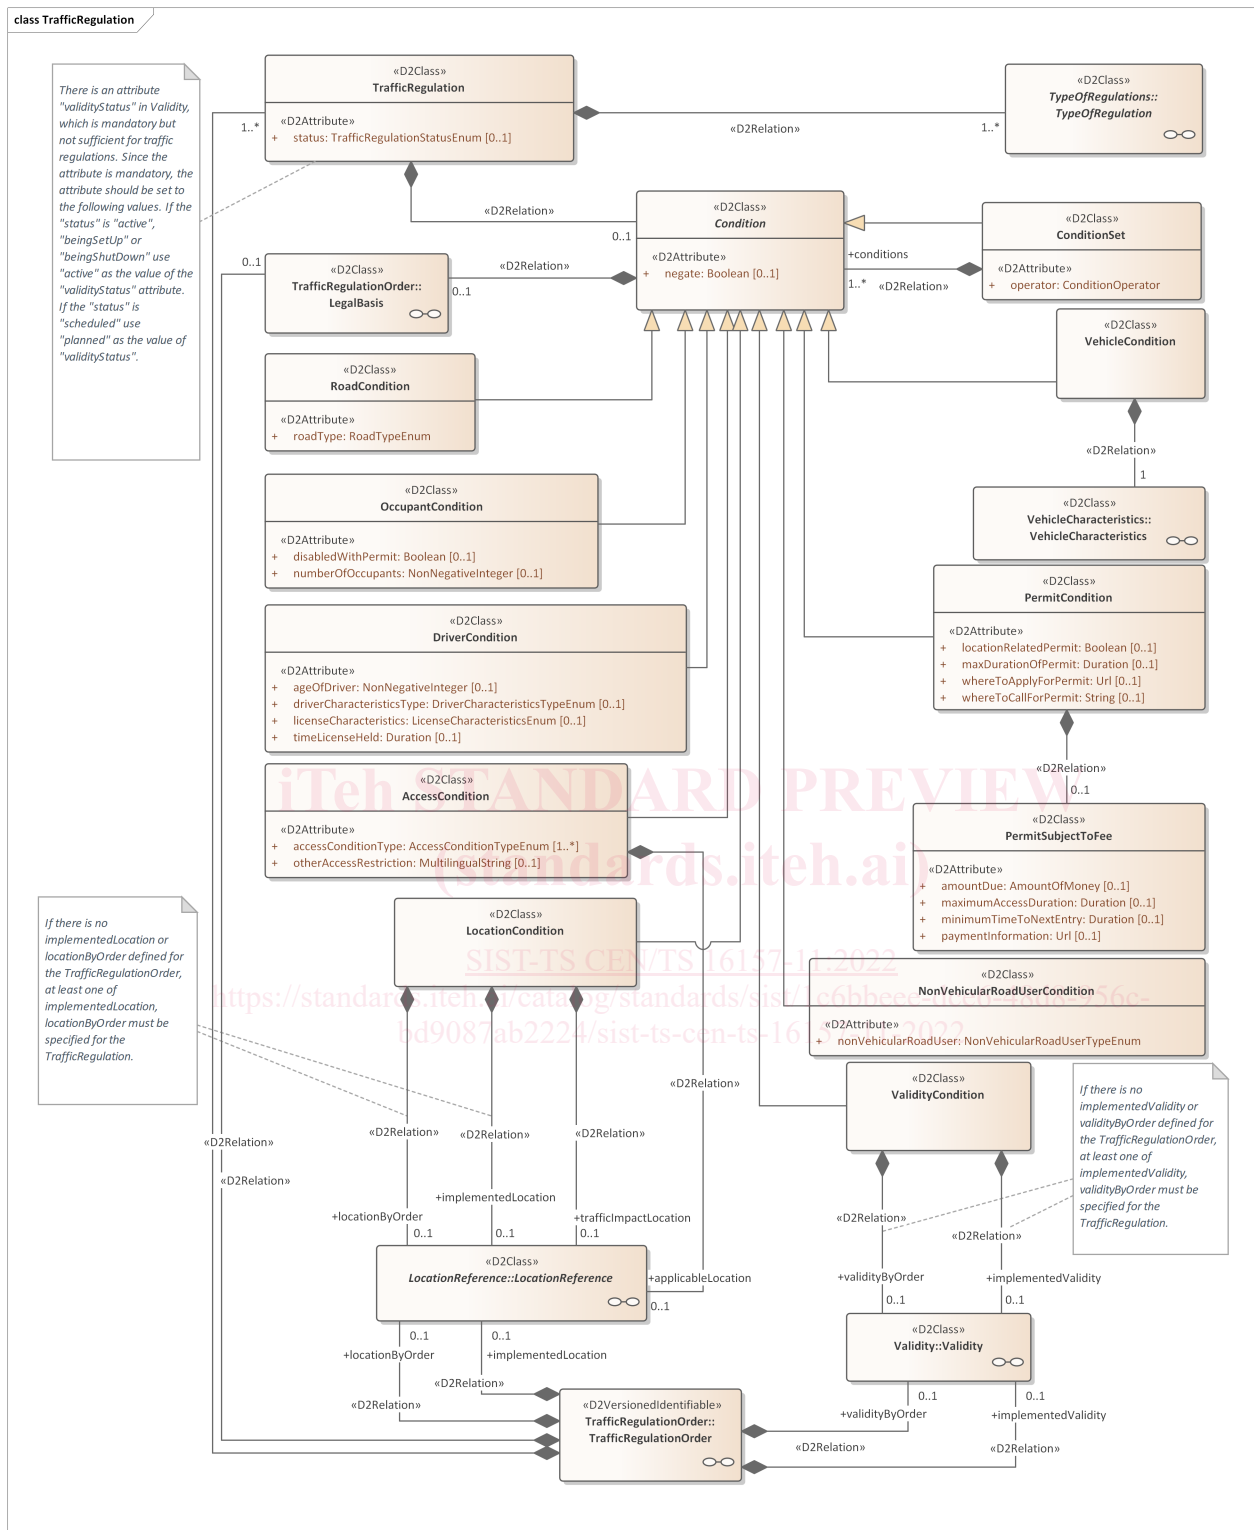 class TrafficRegulation
There is an attribute
"validityStatus" in Validity,
which is mandatory but
not sufficient for traffic
regulations. Since the
attribute is mandatory, the
attribute should be set to
the following values. If the
"status" is "active",
"beingSetUp" or
"beingShutDown" use
"active" as the value of the
"validityStatus" attribute.
If the "status" is
"scheduled" use
"planned" as the value of
"validityStatus".
«D2Class»
TrafficRegulation
«D2Attribute»
+ status: TrafficRegulationStatusEnum [0..1]
1..*
«D2Relation»
1..*
«D2Class»
TypeOfRegulations::
TypeOfRegulation
«D2Relation»
0..1
«D2Class»
Condition
«D2Attribute»
+ negate: Boolean [0..1]
«D2Class»
ConditionSet
«D2Attribute»
+ operator: ConditionOperator
+conditions
1..*
«D2Relation»
0..1
«D2Class»
TrafficRegulationOrder::
LegalBasis
«D2Relation»
0..1
«D2Class»
VehicleCondition
«D2Relation»
1
«D2Class»
RoadCondition
«D2Attribute»
+ roadType: RoadTypeEnum
«D2Class»
VehicleCharacteristics::
VehicleCharacteristics
«D2Class»
OccupantCondition
«D2Attribute»
+ disabledWithPermit: Boolean [0..1]
+ numberOfOccupants: NonNegativeInteger [0..1]
«D2Class»
PermitCondition
«D2Attribute»
+ locationRelatedPermit: Boolean [0..1]
+ maxDurationOfPermit: Duration [0..1]
+ whereToApplyForPermit: Url [0..1]
+ whereToCallForPermit: String [0..1]
«D2Class»
DriverCondition
«D2Attribute»
+ ageOfDriver: NonNegativeInteger [0..1]
+ driverCharacteristicsType: DriverCharacteristicsTypeEnum [0..1]
+ licenseCharacteristics: LicenseCharacteristicsEnum [0..1]
+ timeLicenseHeld: Duration [0..1]
«D2Relation»
0..1
iTeh STANDARD PREVIEW
(standards.iteh.ai)
«D2Class»
AccessCondition
«D2Attribute»
+ accessConditionType: AccessConditionTypeEnum [1..*]
+ otherAccessRestriction: MultilingualString [0..1]
«D2Class»
PermitSubjectToFee
«D2Attribute»
+ amountDue: AmountOfMoney [0..1]
+ maximumAccessDuration: Duration [0..1]
+ minimumTimeToNextEntry: Duration [0..1]
+ paymentInformation: Url [0..1]
If there is no
implementedLocation or
locationByOrder defined for
the TrafficRegulationOrder,
at least one of
implementedLocation,
locationByOrder must be
specified for the
TrafficRegulation.
«D2Class»
LocationCondition
SIST-TS CEN/TS 16157-11:2022
«D2Class»
NonVehicularRoadUserCondition
«D2Attribute»
+ nonVehicularRoadUser: NonVehicularRoadUserTypeEnum
«D2Class»
ValidityCondition
If there is no
implementedValidity or
validityByOrder defined for
the TrafficRegulationOrder,
at least one of
implementedValidity,
validityByOrder must be
specified for the
TrafficRegulation.
«D2Relation»
«D2Relation»
«D2Relation»
«D2Relation»
«D2Relation»
«D2Relation»
+locationByOrder
0..1
+implementedLocation
0..1
+trafficImpactLocation
0..1
«D2Relation»
«D2Relation»
+validityByOrder
0..1
+implementedValidity
0..1
«D2Class»
LocationReference::LocationReference
+applicableLocation
0..1
«D2Class»
Validity::Validity
0..1
+locationByOrder
0..1
+implementedLocation
«D2Relation»
«D2Relation»
0..1
+validityByOrder
0..1
+implementedValidity
«D2VersionedIdentifiable»
TrafficRegulationOrder::
TrafficRegulationOrder
«D2Relation»
«D2Relation»